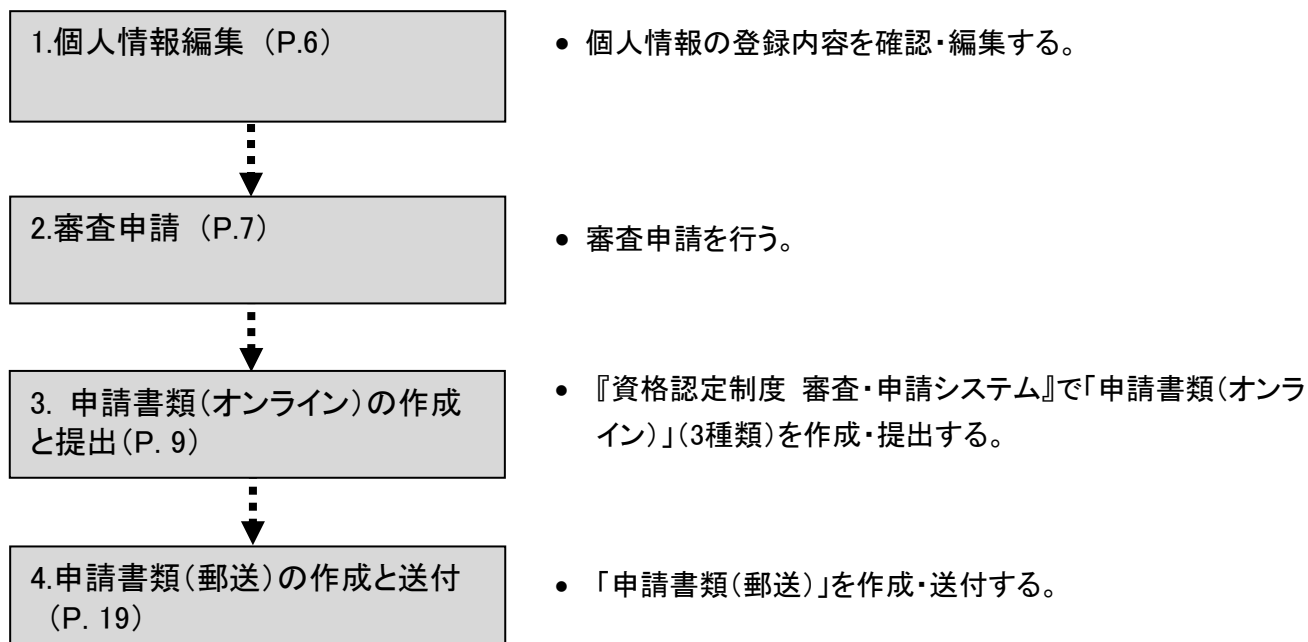 1.個人情報編集 (P.6)
• 個人情報の登録内容を確認・編集する。
2.審査申請 (P.7)
• 審査申請を行う。
3. 申請書類(オンライン)の作成
と提出(P. 9)
• 『資格認定制度 審査・申請システム』で「申請書類(オンラ
イン)」(3種類)を作成・提出する。
4.申請書類(郵送)の作成と送付
(P. 19)
• 「申請書類(郵送)」を作成・送付する。